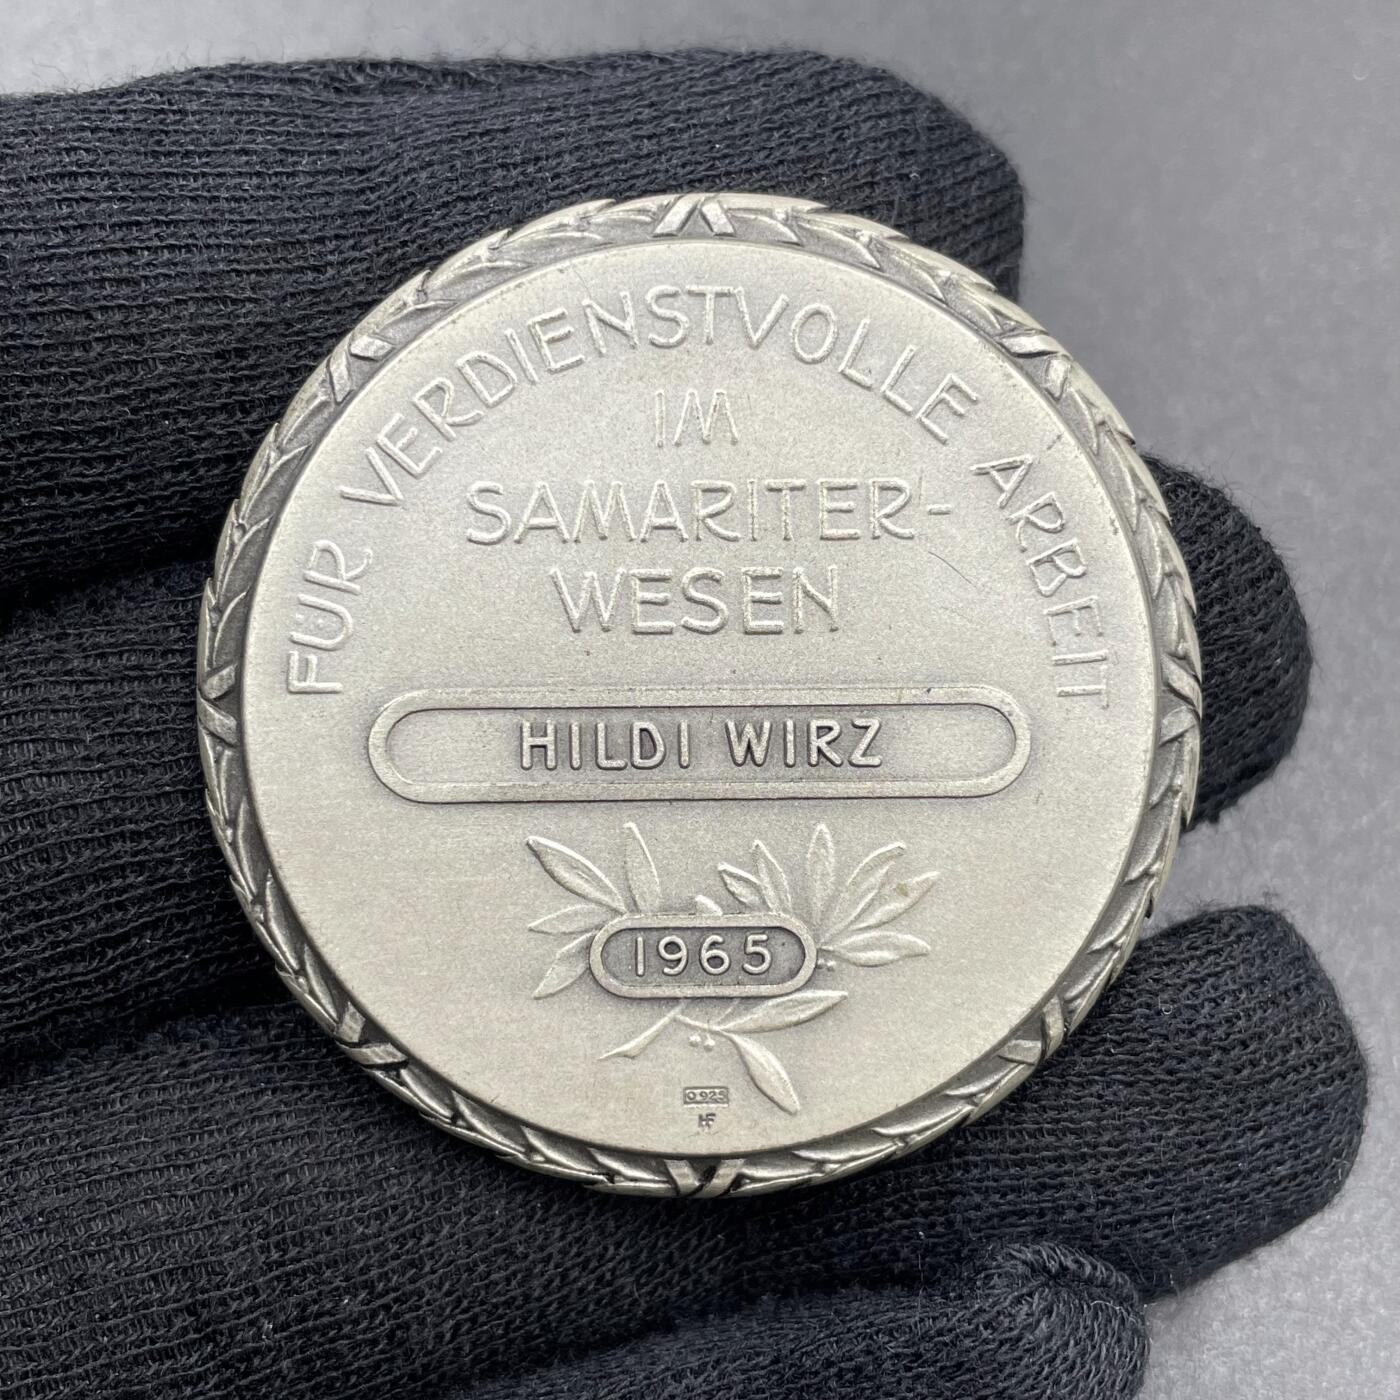 FÜR VERDIENSTVOLLE ARBEIT
IM
SAMARITER-
WESEN
HILDI WIRZ
1965
0 925
HF